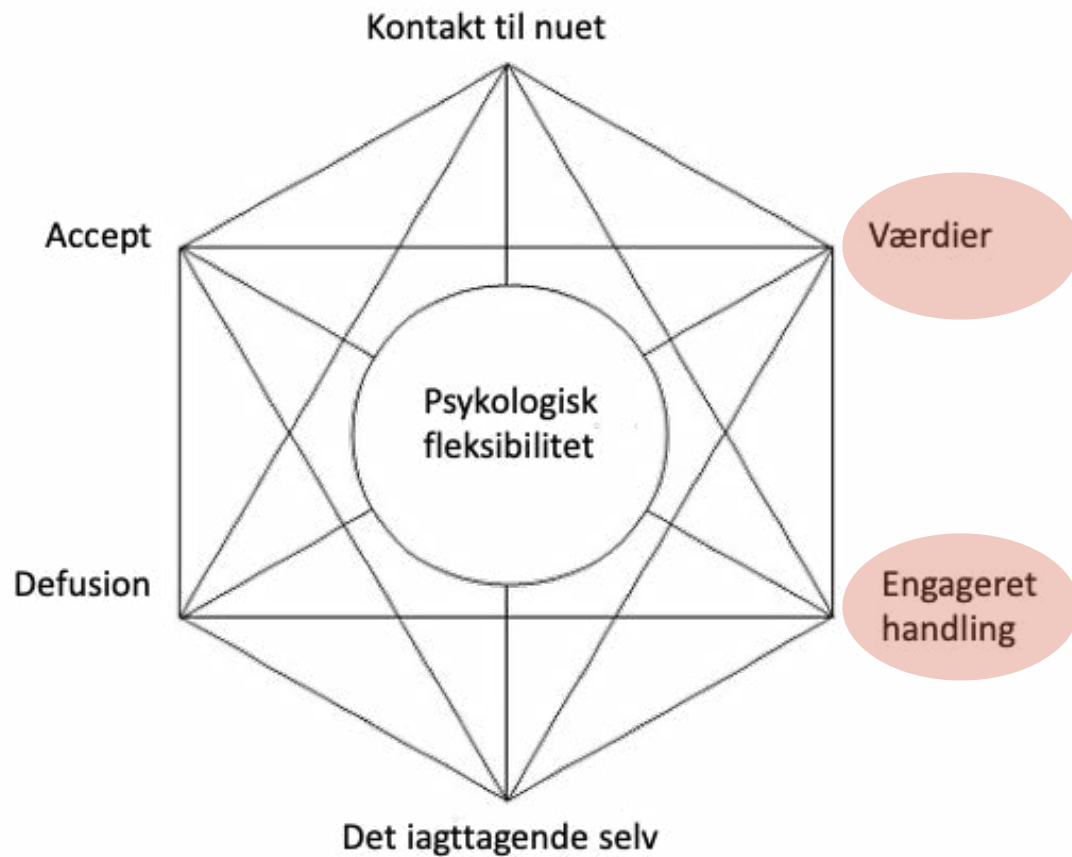 Kontakt til nuet
Accept
Værdier
Psykologisk
fleksibilitet
Defusion
Engageret
handling
Det iagttagende selv